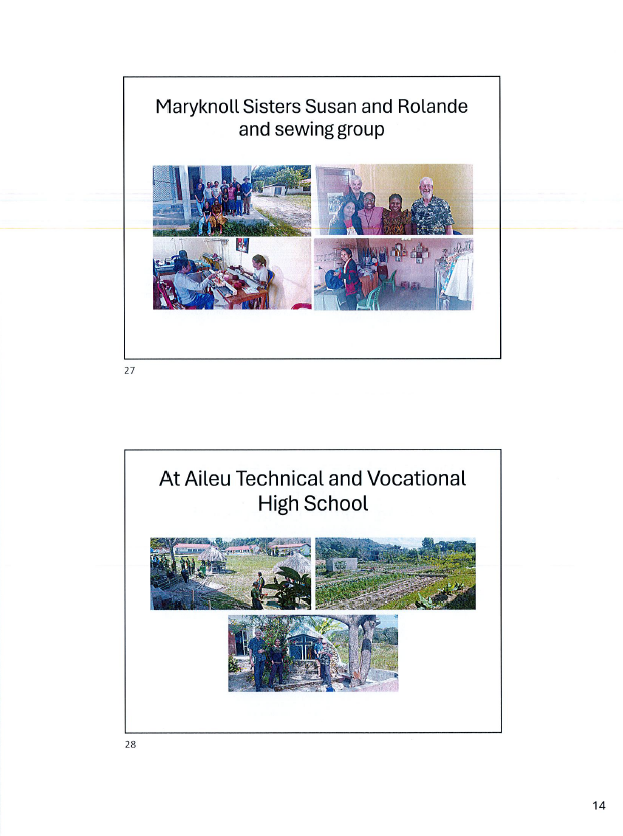 Maryknoll Sisters Susan and Rolande
and sewing group
27
At Aileu Technical and Vocational
High School
28
14